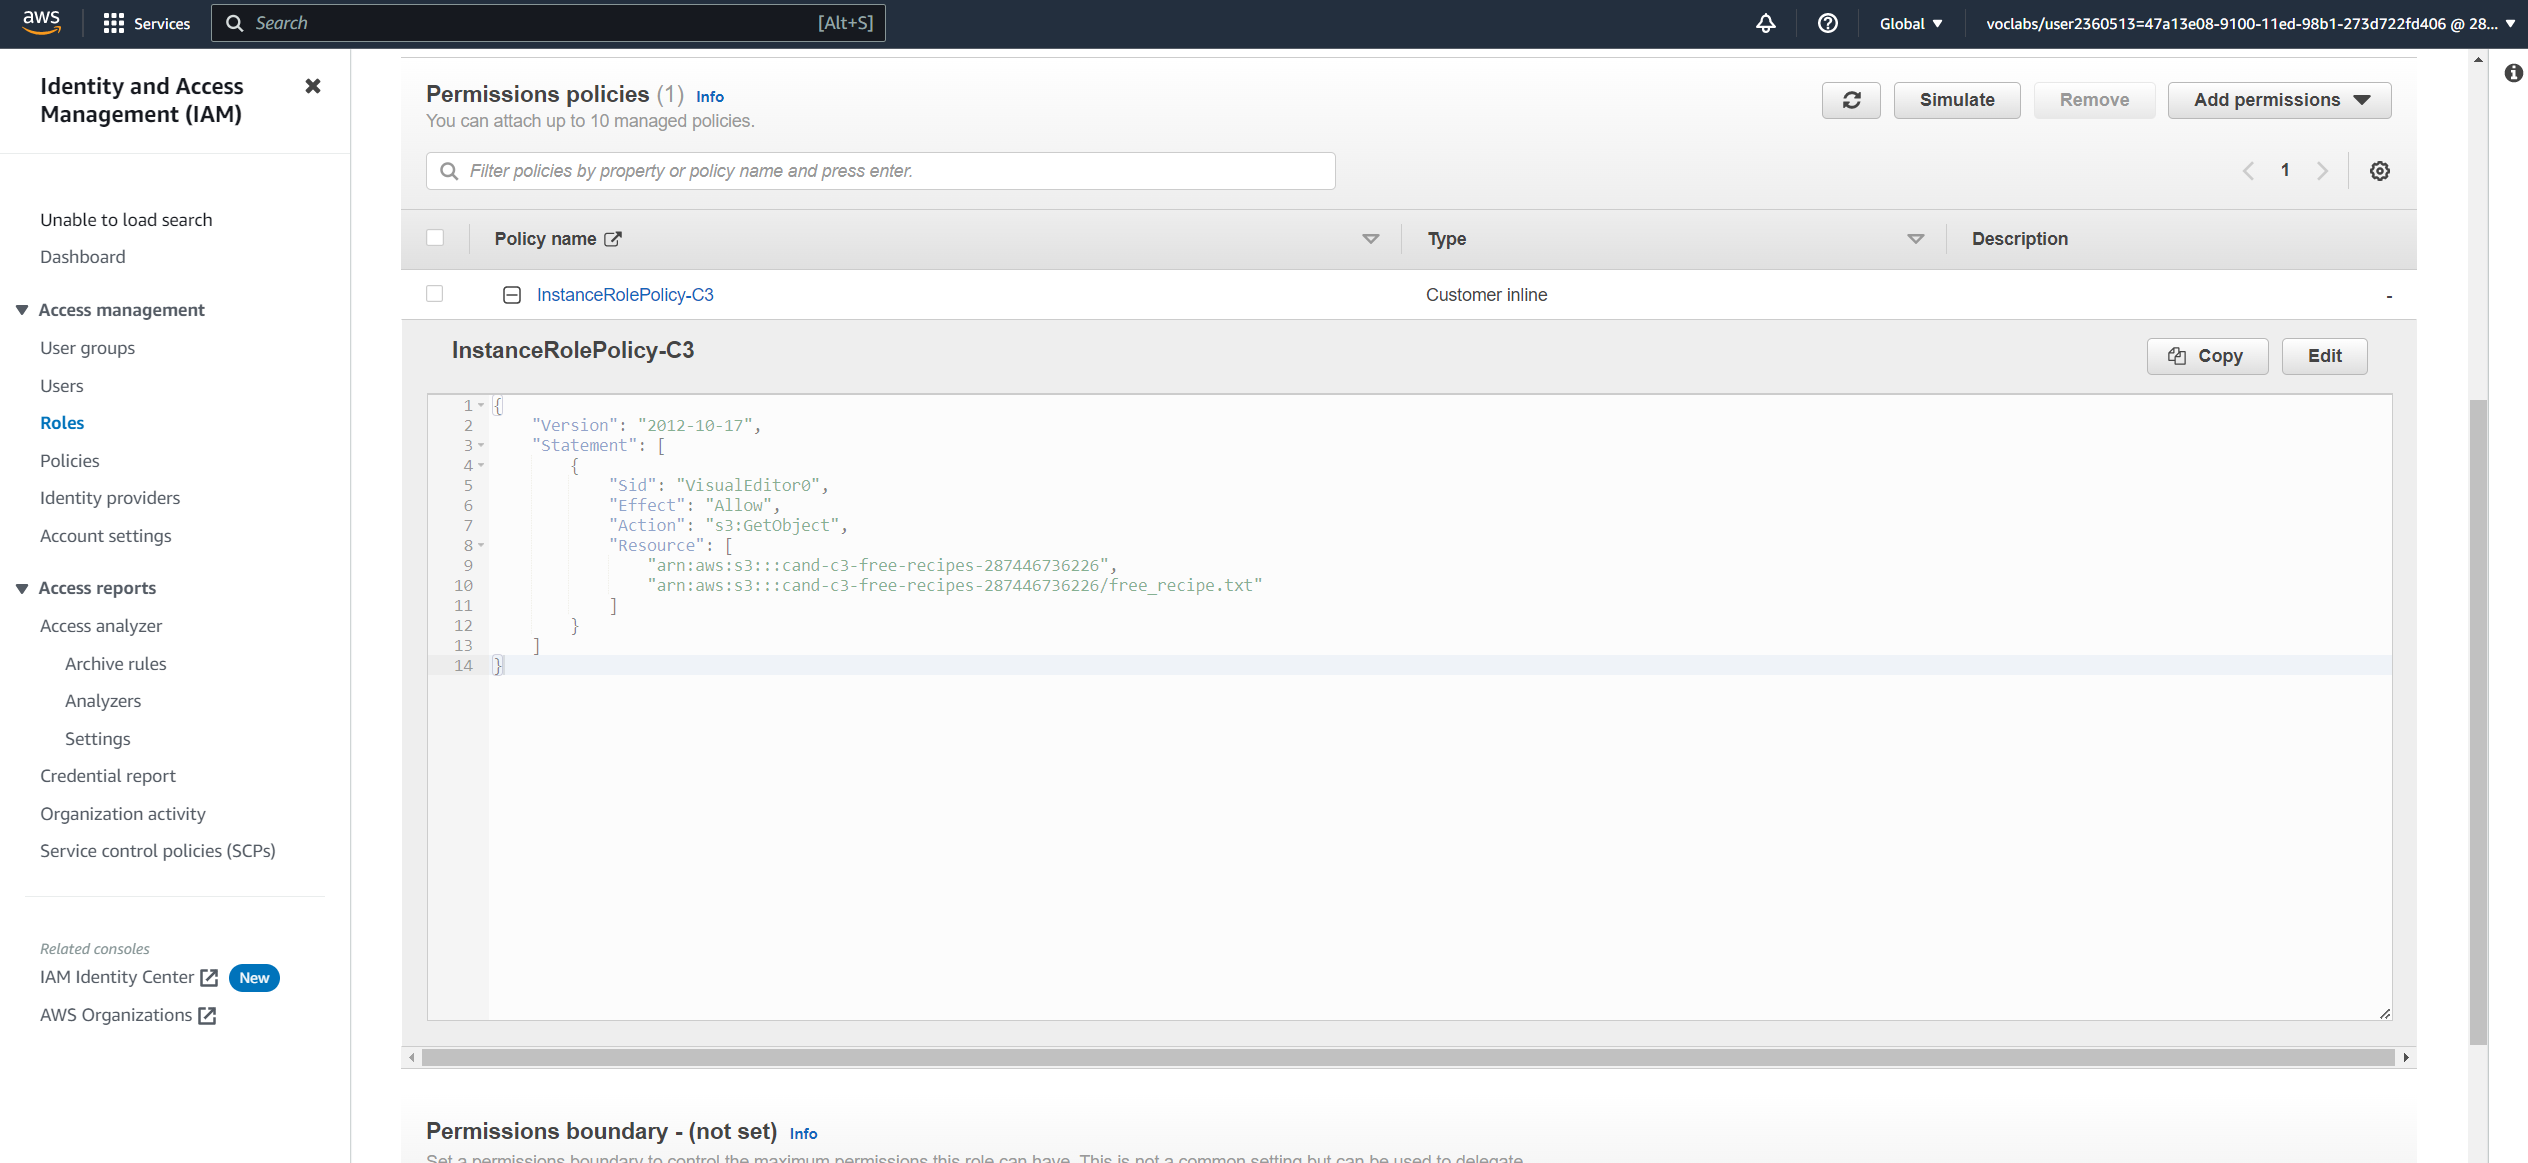 aws
Services
Search
[Alt+S]
Global
voclabs/user2360513=47a13e08-9100-11ed-98b1-273d722fd406 @ 28...
Identity and Access
Management (IAM)
Unable to load search
Dashboard
Access management
User groups
Users
Roles
Policies
Identity providers
Account settings
Access reports
Access analyzer
Archive rules
Analyzers
Settings
Credential report
Organization activity
Service control policies (SCPs)
Related consoles
IAM Identity Center New
AWS Organizations
Permissions policies (1) Info
You can attach up to 10 managed policies.
Simulate
Remove
Add permissions
Filter policies by property or policy name and press enter.
1
Policy name
Type
Description
InstanceRolePolicy-C3
Customer inline
-
InstanceRolePolicy-C3
Copy
Edit
1 {
2 "Version": "2012-10-17",
3 "Statement": [
4 {
5 "Sid": "VisualEditor0",
6 "Effect": "Allow",
7 "Action": "s3:GetObject",
8 "Resource": [
9 "arn:aws:s3:::cand-c3-free-recipes-287446736226",
10 "arn:aws:s3:::cand-c3-free-recipes-287446736226/free_recipe.txt"
11 ]
12 }
13 ]
14 }
Permissions boundary - (not set) Info
Set a permissions boundary to control the maximum permissions this role can have. This is not a common setting but can be used to delegate